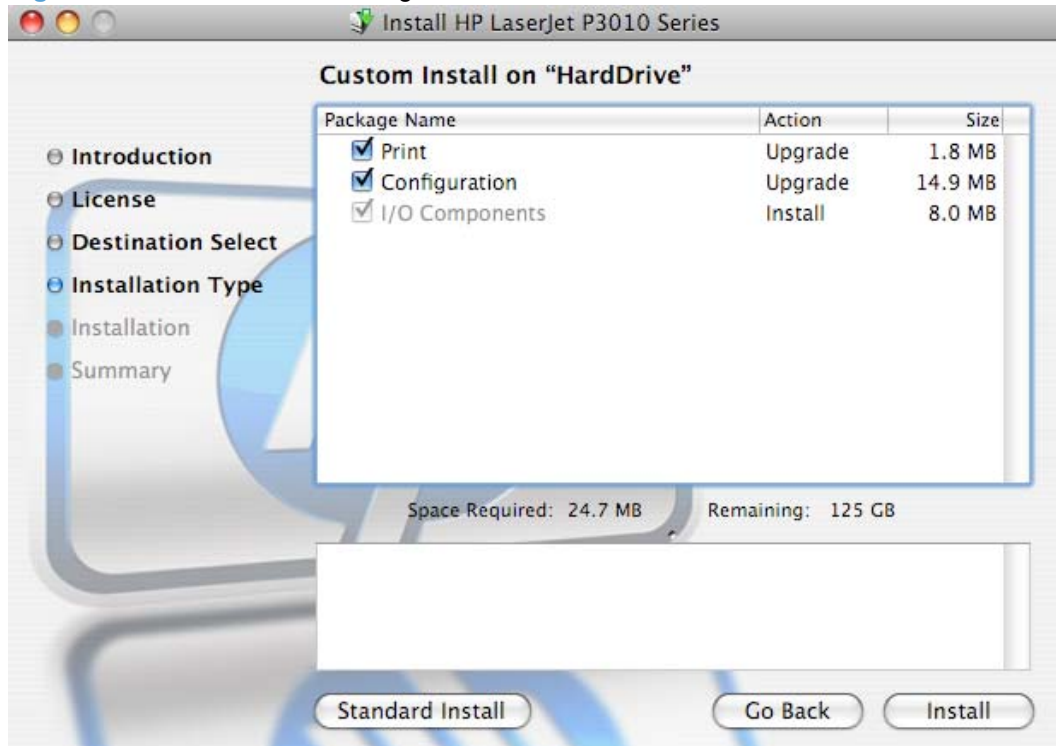 Install HP LaserJet P3010 Series
Custom Install on “HardDrive”
Package Name Action Size
Print Upgrade 1.8 MB
Configuration Upgrade 14.9 MB
I/O Components Install 8.0 MB
Introduction
License
Destination Select
Installation Type
Installation
Summary
Space Required: 24.7 MB Remaining: 125 GB
Standard Install Go Back Install